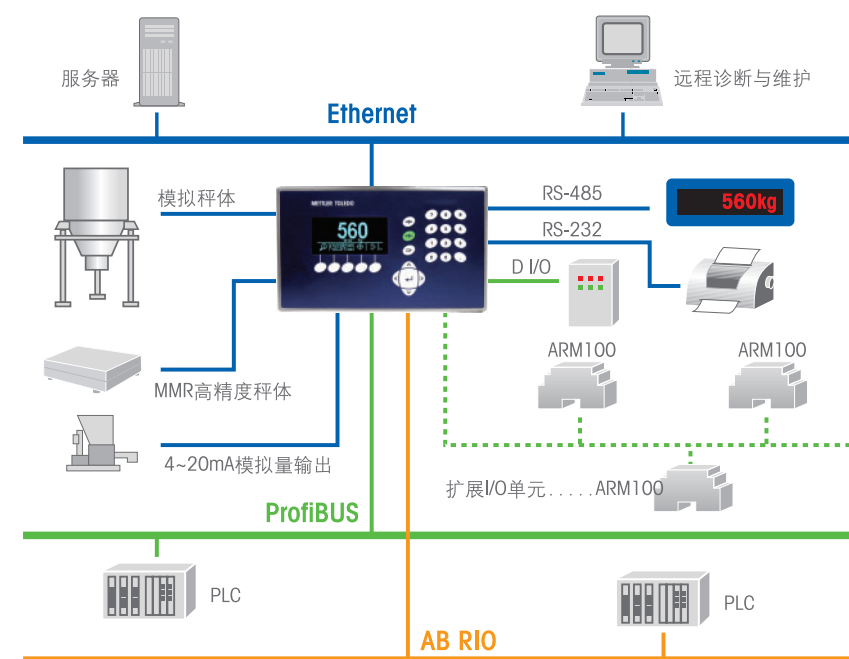 服务器
远程诊断与维护
Ethernet
模拟秤体
METTLER TOLEDO
560
RS-485
560kg
RS-232
D I/O
ARM100
ARM100
MMR高精度秤体
4~20mA模拟量输出
扩展I/O单元.....ARM100
ProfiBUS
PLC
PLC
AB RIO